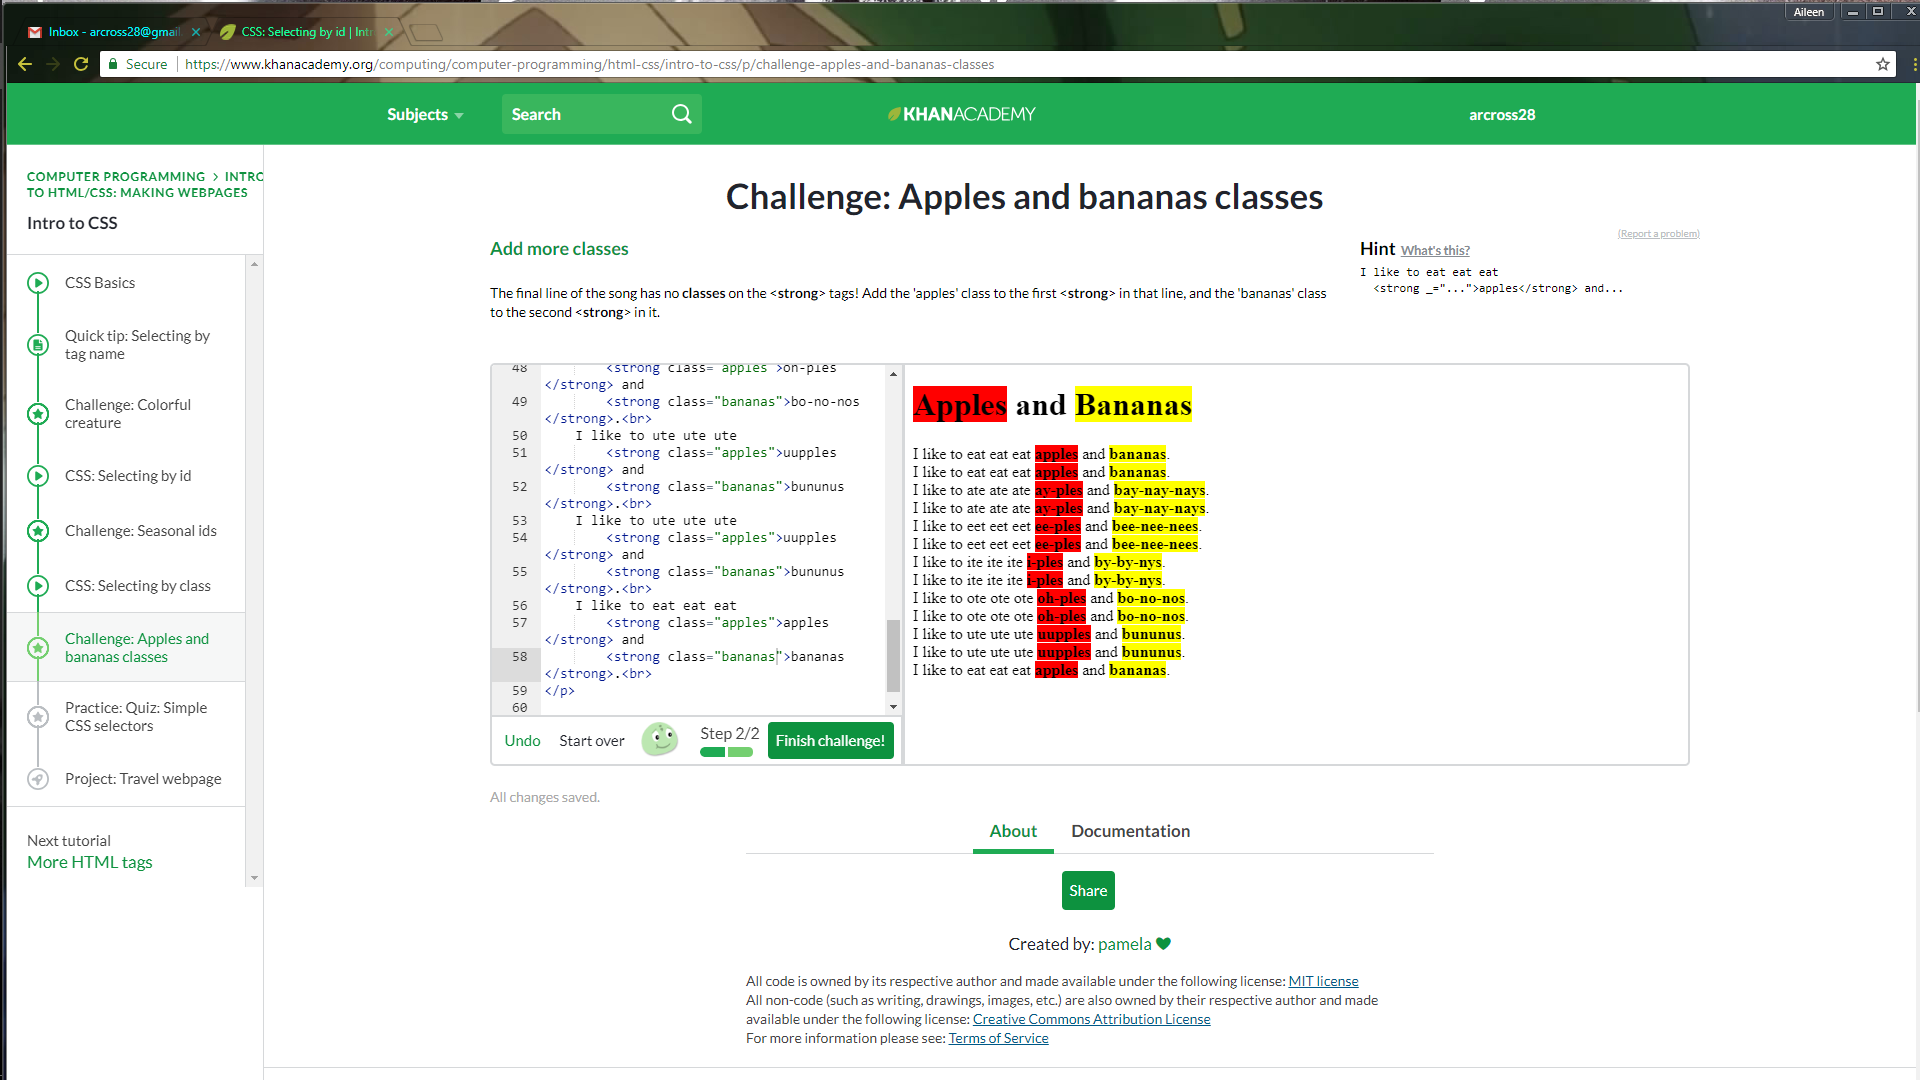 Aileen
Inbox - arcross28@gmail
CSS: Selecting by id | Intr
Secure
https://www.khanacademy.org/computing/computer-programming/html-css/intro-to-css/p/challenge-apples-and-bananas-classes
Subjects
Search
KHANACADEMY
arcross28
COMPUTER PROGRAMMING > INTRO
TO HTML/CSS: MAKING WEBPAGES
Intro to CSS
CSS Basics
Quick tip: Selecting by
tag name
Challenge: Colorful
creature
CSS: Selecting by id
Challenge: Seasonal ids
CSS: Selecting by class
Challenge: Apples and
bananas classes
Practice: Quiz: Simple
CSS selectors
Project: Travel webpage
Next tutorial
More HTML tags
Challenge: Apples and bananas classes
Add more classes
The final line of the song has no classes on the <strong> tags! Add the 'apples' class to the first <strong> in that line, and the 'bananas' class
to the second <strong> in it.
(Report a problem)
Hint What's this?
I like to eat eat eat
<strong _="...">apples</strong> and...
48 <strong class="apples">oh-ples
</strong> and
49 <strong class="bananas">bo-no-nos
</strong>.<br>
50 I like to ute ute ute
51 <strong class="apples">uupples
</strong> and
52 <strong class="bananas">bununus
</strong>.<br>
53 I like to ute ute ute
54 <strong class="apples">uupples
</strong> and
55 <strong class="bananas">bununus
</strong>.<br>
56 I like to eat eat eat
57 <strong class="apples">apples
</strong> and
58 <strong class="bananas">bananas
</strong>.<br>
59 </p>
60
Undo
Start over
Step 2/2
Finish challenge!
Apples and Bananas
I like to eat eat eat apples and bananas.
I like to eat eat eat apples and bananas.
I like to ate ate ate ay-ples and bay-nay-nays.
I like to ate ate ate ay-ples and bay-nay-nays.
I like to eet eet eet ee-ples and bee-nee-nees.
I like to eet eet eet ee-ples and bee-nee-nees.
I like to ite ite ite i-ples and by-by-nys.
I like to ite ite ite i-ples and by-by-nys.
I like to ote ote ote oh-ples and bo-no-nos.
I like to ote ote ote oh-ples and bo-no-nos.
I like to ute ute ute uupples and bununus.
I like to ute ute ute uupples and bununus.
I like to eat eat eat apples and bananas.
All changes saved.
About
Documentation
Share
Created by: pamela
All code is owned by its respective author and made available under the following license: MIT license
All non-code (such as writing, drawings, images, etc.) are also owned by their respective author and made
available under the following license: Creative Commons Attribution License
For more information please see: Terms of Service